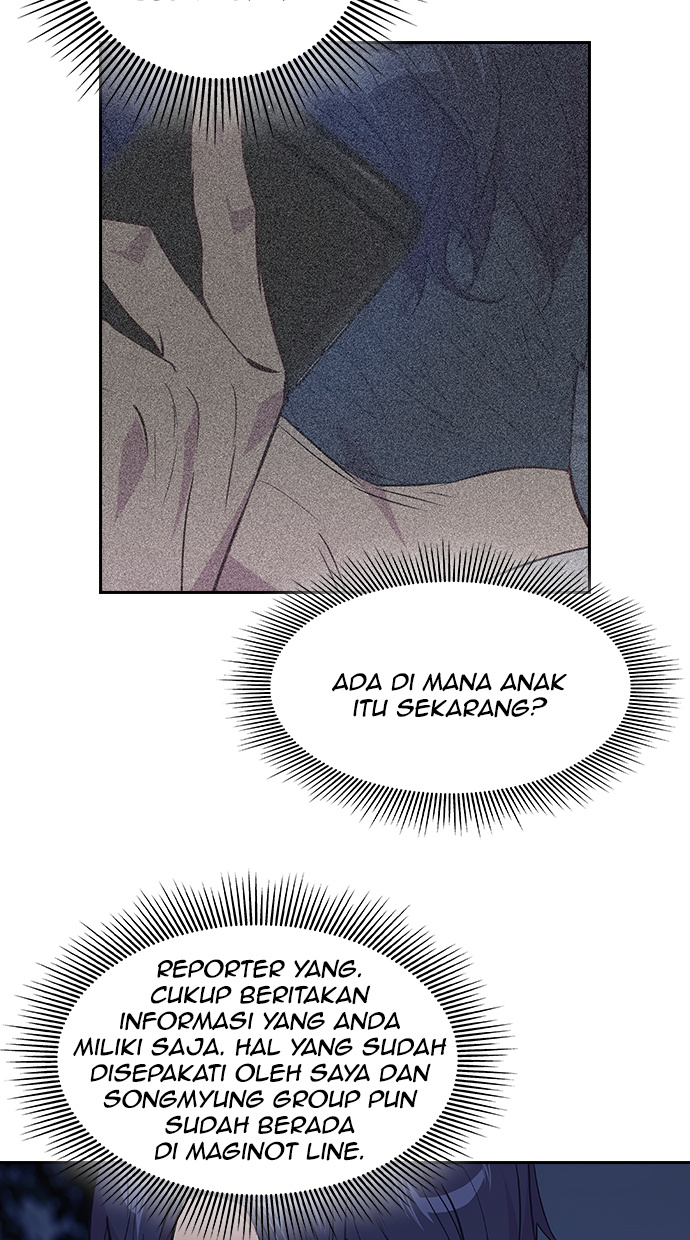 ADA DI MANA ANAK
ITU SEKARANG?
REPORTER YANG.
CUKUP BERITAKAN
INFORMASI YANG ANDA
MILIKI SAJA. HAL YANG SUDAH
DISEPAKATI OLEH SAYA DAN
SONGMYUNG GROUP PUN
SUDAH BERADA
DI MAGINOT LINE.